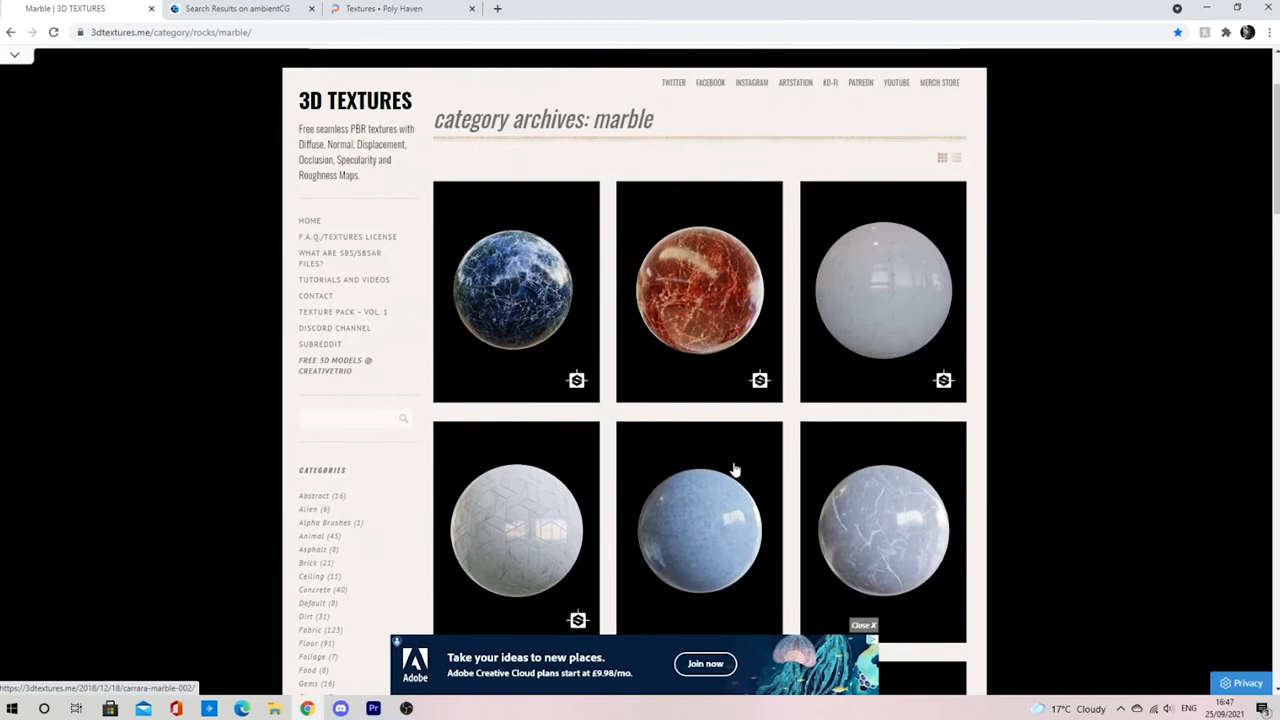 Marble | 3D TEXTURES
Search Results on ambientCG
Textures • Poly Haven
3dtextures.me/category/rocks/marble/
TWITTER FACEBOOK INSTAGRAM ARTSTATION KO-FI PATREON YOUTUBE MERCH STORE
3D TEXTURES
Free seamless PBR textures with
Diffuse, Normal, Displacement,
Occlusion, Specularity and
Roughness Maps.
category archives: marble
HOME
F.A.Q./TEXTURES LICENSE
WHAT ARE SBS/SBSAR
FILES?
TUTORIALS AND VIDEOS
CONTACT
TEXTURE PACK – VOL. 1
DISCORD CHANNEL
SUBREDDIT
FREE 3D MODELS @
CREATIVETRIO
CATEGORIES
Abstract (16)
Alien (6)
Alpha Brushes (1)
Animal (45)
Asphalt (8)
Brick (21)
Ceiling (11)
Concrete (40)
Default (8)
Dirt (31)
Fabric (123)
Floor (91)
Foliage (7)
Food (8)
Gems (16)
Close X
Adobe
Take your ideas to new places.
Adobe Creative Cloud plans start at £9.98/mo.
Join now
Privacy
https://3dtextures.me/2018/12/18/carrara-marble-002/
17°C Cloudy
ENG
16:47
25/09/2021